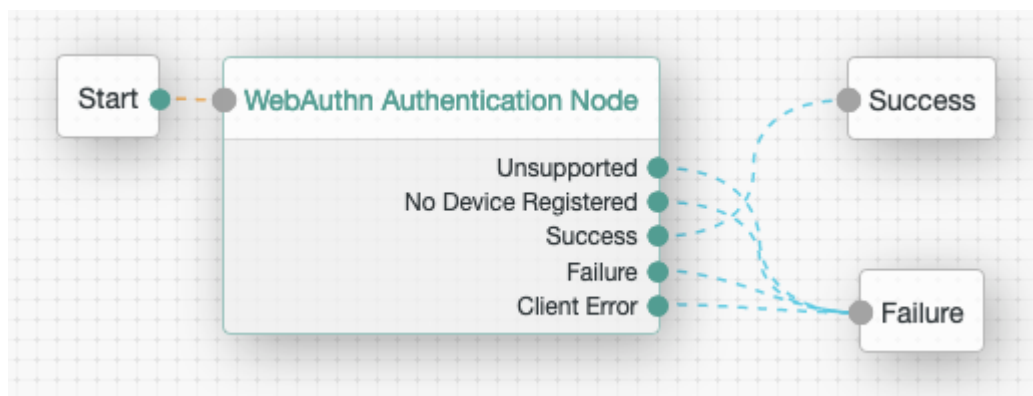 Start
WebAuthn Authentication Node
Unsupported
No Device Registered
Success
Failure
Client Error
Success
Failure